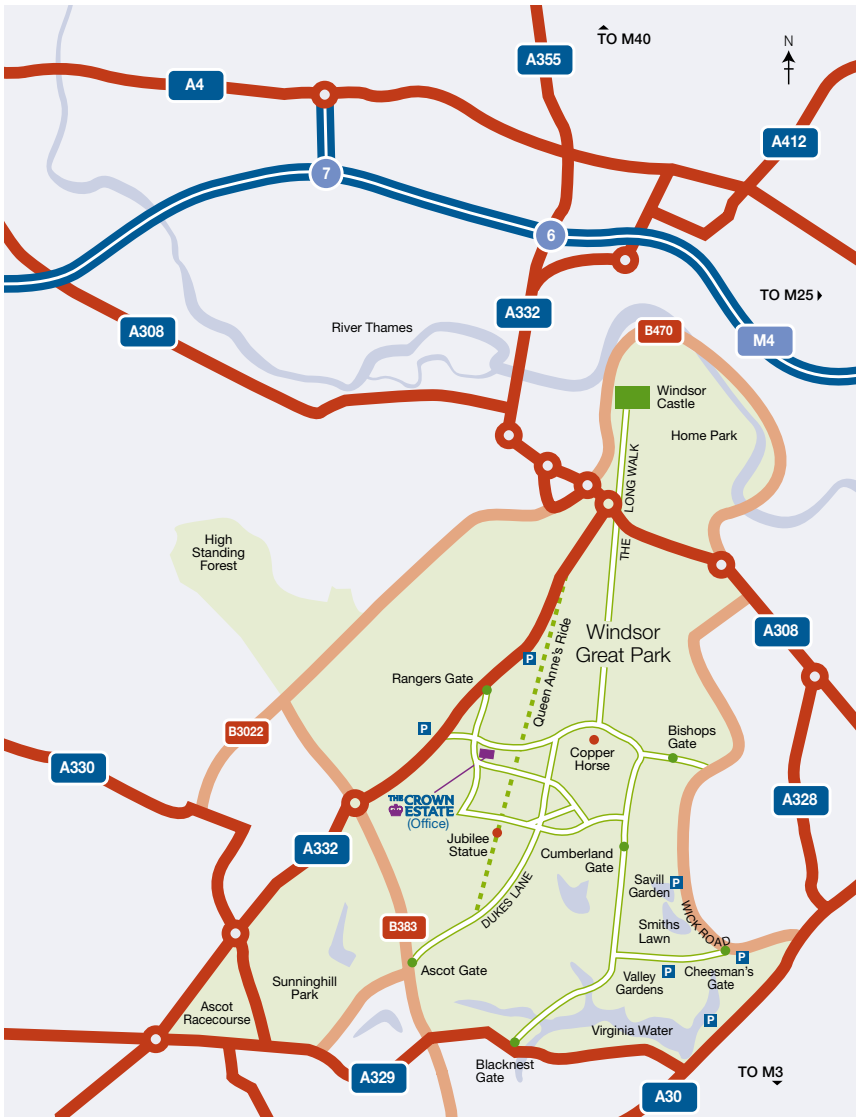 TO M40
N
A355
A4
A412
7
6
TO M25
A332
B470
A308
River Thames
M4
Windsor
Castle
Home Park
THE LONG WALK
High
Standing
Forest
A308
Windsor
Great Park
Queen Anne's Ride
P
Rangers Gate
B3022
P
Bishops
Gate
Copper
Horse
A330
THE CROWN
ESTATE
(Office)
A328
Jubilee
Statue
A332
Cumberland
Gate
Savill
Garden
P
DUKES LANE
B383
Smiths
Lawn
WICK ROAD
P
Ascot Gate
Sunninghill
Park
Valley
Gardens
P
Cheesman's
Gate
Ascot
Racecourse
P
Virginia Water
Blacknest
Gate
A329
TO M3
A30